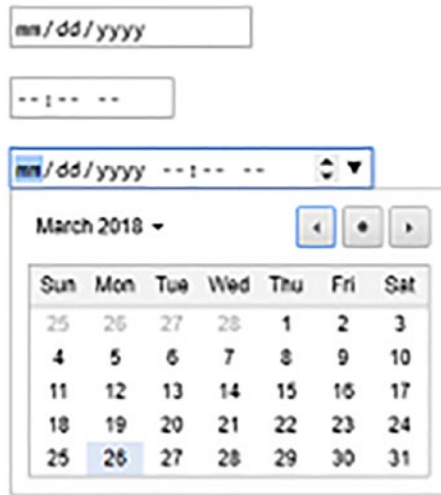 mm/dd/yyyy
--:-- --
mm/dd/yyyy --:-- --
March 2018
Sun Mon Tue Wed Thu Fri Sat
25 26 27 28 1 2 3
4 5 6 7 8 9 10
11 12 13 14 15 16 17
18 19 20 21 22 23 24
25 26 27 28 29 30 31